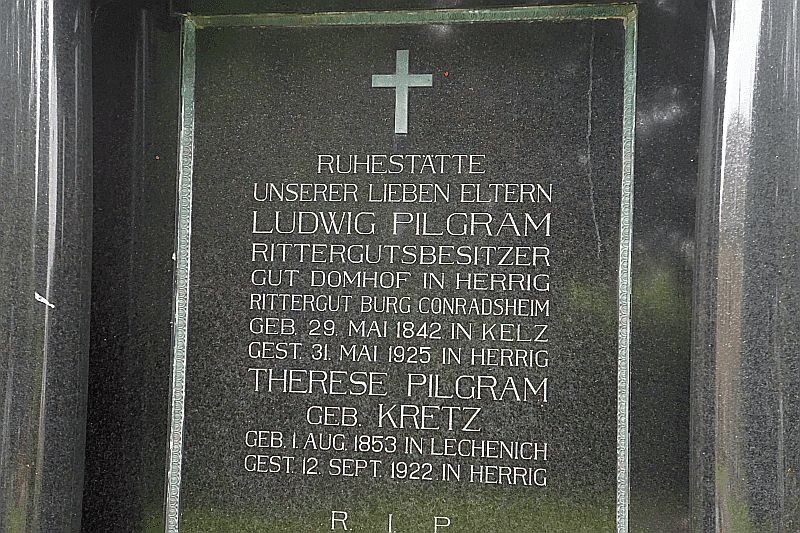 RUHESTÄTTE
UNSERER LIEBEN ELTERN
LUDWIG PILGRAM
RITTERGUTSBESITZER
GUT DOMHOF IN HERRIG
RITTERGUT BURG CONRADSHEIM
GEB. 29. MAI 1842 IN KELZ
GEST. 31. MAI 1925 IN HERRIG
THERESE PILGRAM
GEB. KRETZ
GEB. 1. AUG. 1853 IN LECHENICH
GEST. 12. SEPT. 1922 IN HERRIG
R. I. P.